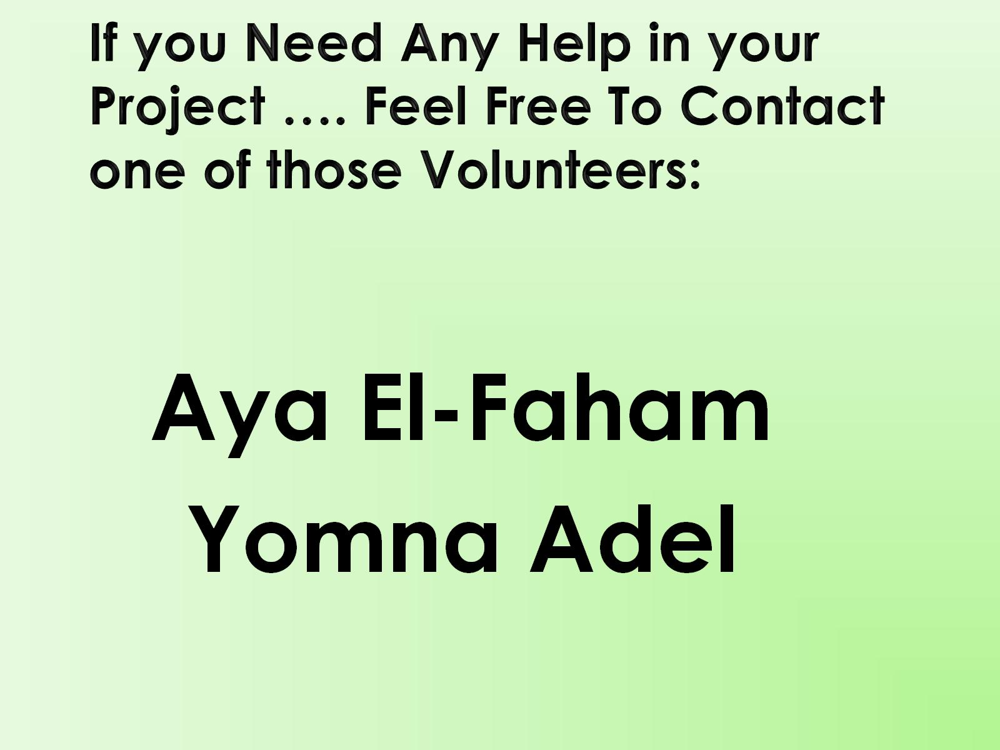 If you Need Any Help in your
Project .... Feel Free To Contact
one of those Volunteers:
Aya El-Faham
Yomna Adel